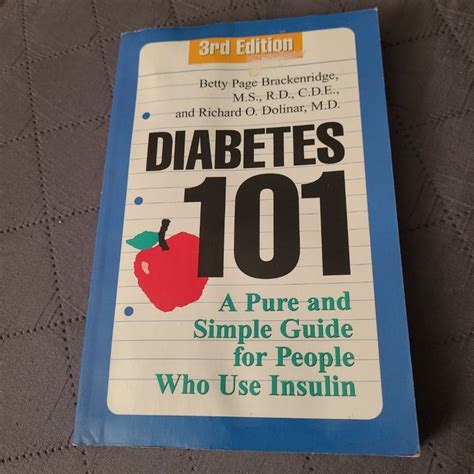 3rd Edition
Betty Page Brackenridge,
M.S., R.D., C.D.E.,
and Richard O. Dolinar, M.D.
DIABETES
101
A Pure and
Simple Guide
for People
Who Use Insulin